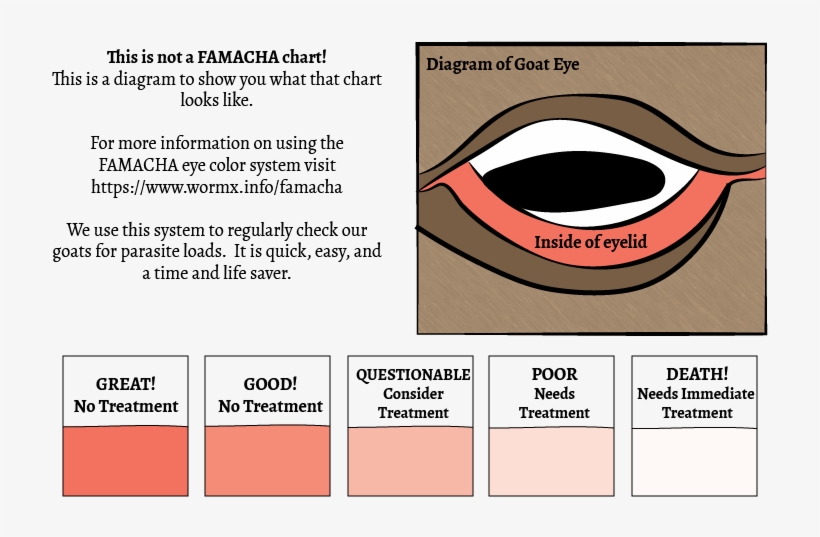 This is not a FAMACHA chart!
This is a diagram to show you what that chart
looks like.
For more information on using the
FAMACHA eye color system visit
https://www.wormx.info/famacha
We use this system to regularly check our
goats for parasite loads.  It is quick, easy, and
a time and life saver.
Diagram of Goat Eye
Inside of eyelid
GREAT!
No Treatment
GOOD!
No Treatment
QUESTIONABLE
Consider
Treatment
POOR
Needs
Treatment
DEATH!
Needs Immediate
Treatment